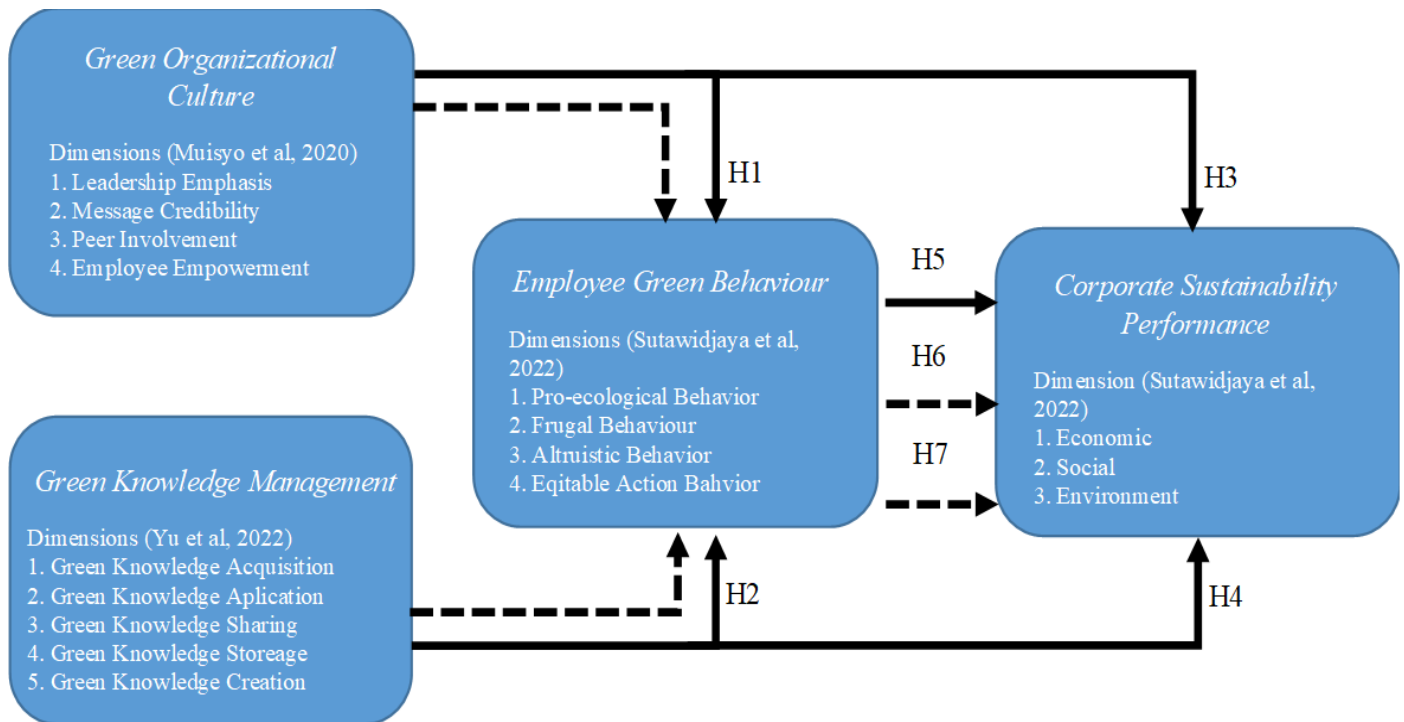 Green Organizational
Culture
Dimensions (Muisyo et al, 2020)
1. Leadership Emphasis
2. Message Credibility
3. Peer Involvement
4. Employee Empowerment
H1
H3
Employee Green Behaviour
Dimensions (Sutawidjaya et al,
2022)
1. Pro-ecological Behavior
2. Frugal Behaviour
3. Altruistic Behavior
4. Eqitable Action Bahvior
H5
H6
H7
Corporate Sustainability
Performance
Dimension (Sutawidjaya et al,
2022)
1. Economic
2. Social
3. Environment
Green Knowledge Management
Dimensions (Yu et al, 2022)
1. Green Knowledge Acquisition
2. Green Knowledge Aplication
3. Green Knowledge Sharing
4. Green Knowledge Storeage
5. Green Knowledge Creation
H2
H4